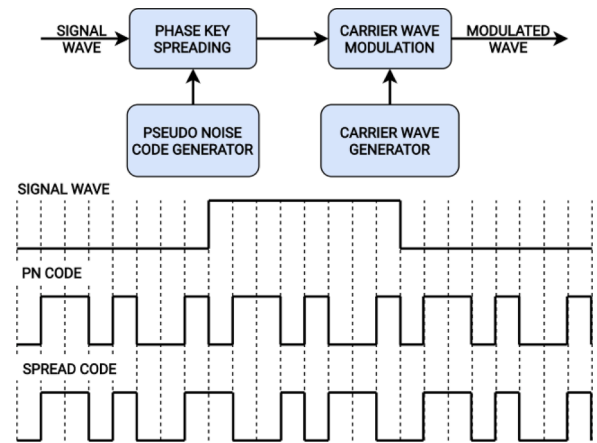 SIGNAL
WAVE
PHASE KEY
SPREADING
CARRIER WAVE
MODULATION
MODULATED
WAVE
PSEUDO NOISE
CODE GENERATOR
CARRIER WAVE
GENERATOR
SIGNAL WAVE
PN CODE
SPREAD CODE